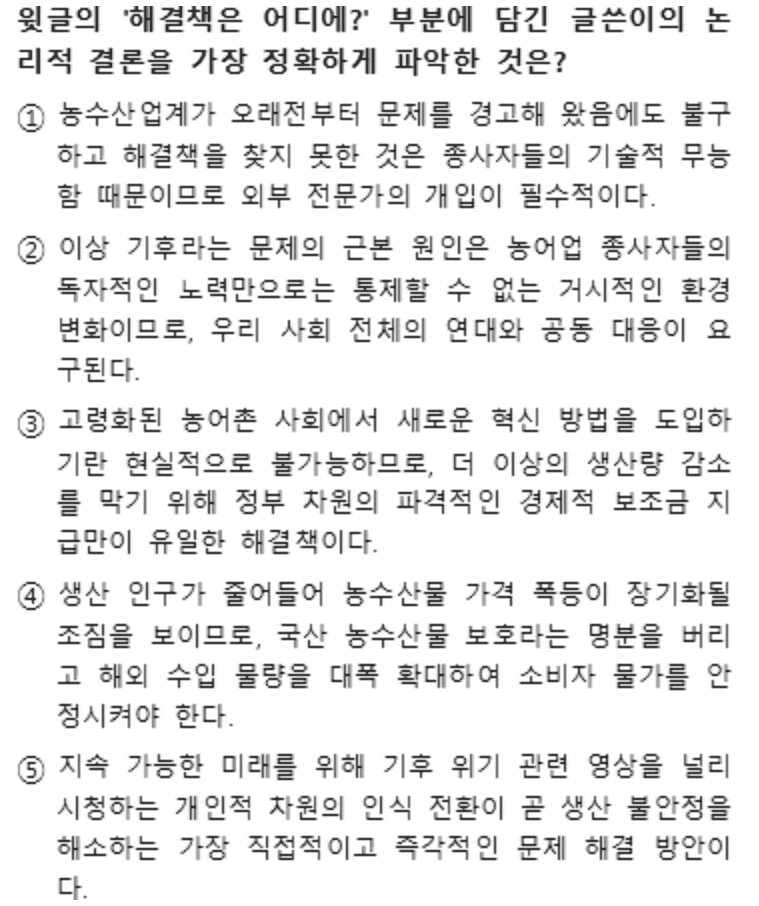 윗글의 '해결책은 어디에?' 부분에 담긴 글쓴이의 논
리적 결론을 가장 정확하게 파악한 것은?
① 농수산업계가 오래전부터 문제를 경고해 왔음에도 불구
하고 해결책을 찾지 못한 것은 종사자들의 기술적 무능
함 때문이므로 외부 전문가의 개입이 필수적이다.
② 이상 기후라는 문제의 근본 원인은 농어업 종사자들의
독자적인 노력만으로는 통제할 수 없는 거시적인 환경
변화이므로, 우리 사회 전체의 연대와 공동 대응이 요
구된다.
③ 고령화된 농어촌 사회에서 새로운 혁신 방법을 도입하
기란 현실적으로 불가능하므로, 더 이상의 생산량 감소
를 막기 위해 정부 차원의 파격적인 경제적 보조금 지
급만이 유일한 해결책이다.
④ 생산 인구가 줄어들어 농수산물 가격 폭등이 장기화될
조짐을 보이므로, 국산 농수산물 보호라는 명분을 버리
고 해외 수입 물량을 대폭 확대하여 소비자 물가를 안
정시켜야 한다.
⑤ 지속 가능한 미래를 위해 기후 위기 관련 영상을 널리
시청하는 개인적 차원의 인식 전환이 곧 생산 불안정을
해소하는 가장 직접적이고 즉각적인 문제 해결 방안이
다.